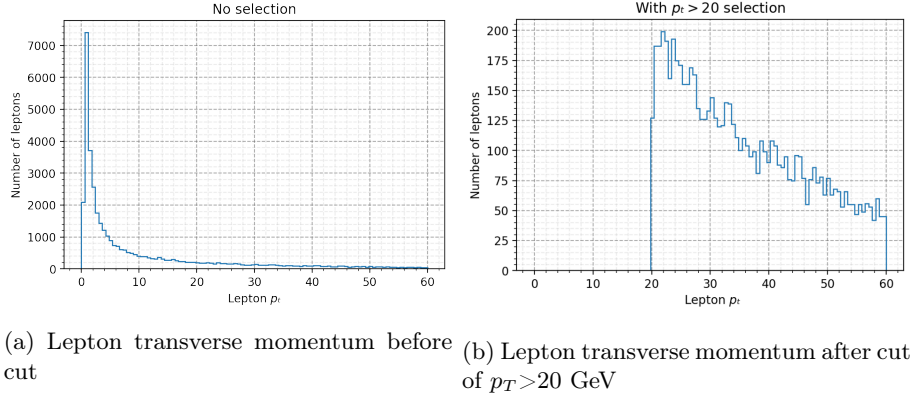 No selection
Number of leptons
7000
6000
5000
4000
3000
2000
1000
0
0 10 20 30 40 50 60
Lepton pₜ
(a) Lepton transverse momentum before
cut
With pₜ > 20 selection
Number of leptons
200
175
150
125
100
75
50
25
0
0 10 20 30 40 50 60
Lepton pₜ
(b) Lepton transverse momentum after cut
of p_T>20 GeV